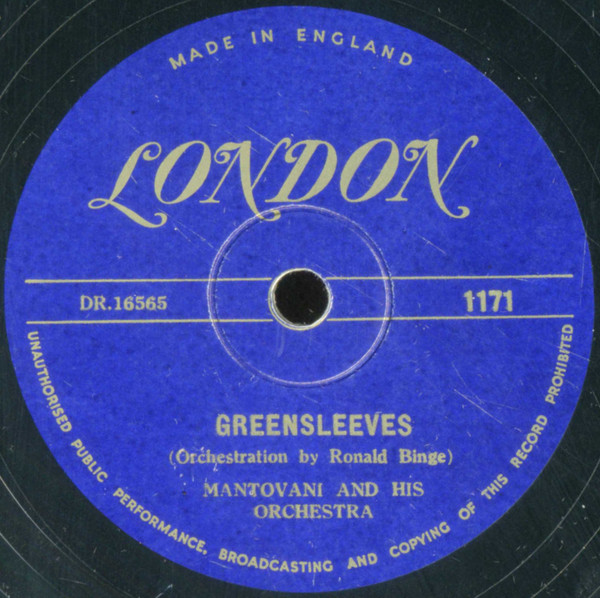 MADE IN ENGLAND
LONDON
DR.16565
1171
GREENSLEEVES
(Orchestration by Ronald Binge)
MANTOVANI AND HIS
ORCHESTRA
UNAUTHORISED PUBLIC PERFORMANCE, BROADCASTING AND COPYING OF THIS RECORD PROHIBITED